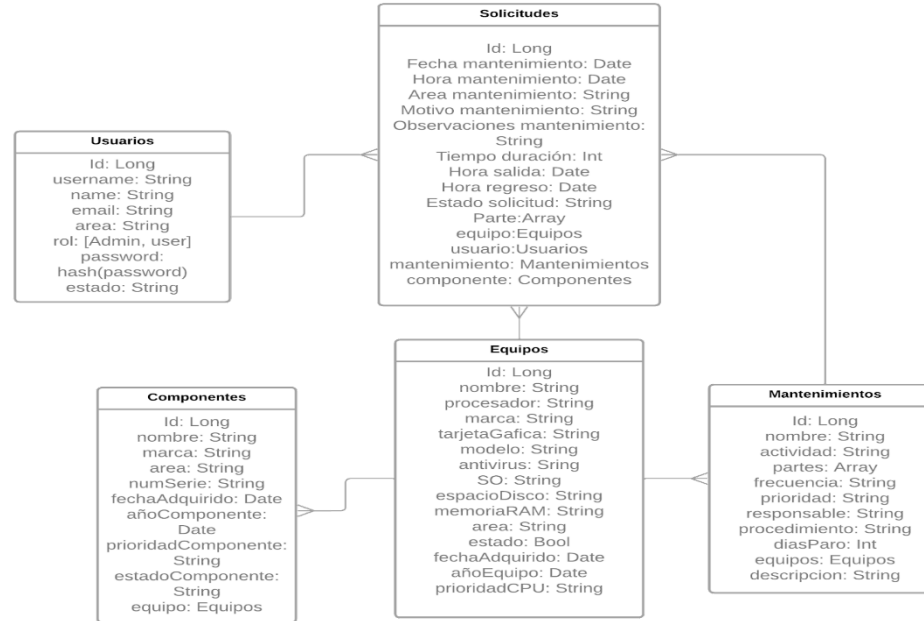 Solicitudes
Id: Long
Fecha mantenimiento: Date
Hora mantenimiento: Date
Area mantenimiento: String
Motivo mantenimiento: String
Observaciones mantenimiento:
String
Tiempo duración: Int
Hora salida: Date
Hora regreso: Date
Estado solicitud: String
Parte:Array
equipo:Equipos
usuario:Usuarios
mantenimiento: Mantenimientos
componente: Componentes
Usuarios
Id: Long
username: String
name: String
email: String
area: String
rol: [Admin, user]
password:
hash(password)
estado: String
Equipos
Id: Long
nombre: String
procesador: String
marca: String
tarjetaGafica: String
modelo: String
antivirus: Sring
SO: String
espacioDisco: String
memoriaRAM: String
area: String
estado: Bool
fechaAdquirido: Date
añoEquipo: Date
prioridadCPU: String
Componentes
Id: Long
nombre: String
marca: String
area: String
numSerie: String
fechaAdquirido: Date
añoComponente:
Date
prioridadComponente:
String
estadoComponente:
String
equipo: Equipos
Mantenimientos
Id: Long
nombre: String
actividad: String
partes: Array
frecuencia: String
prioridad: String
responsable: String
procedimiento: String
diasParo: Int
equipos: Equipos
descripcion: String